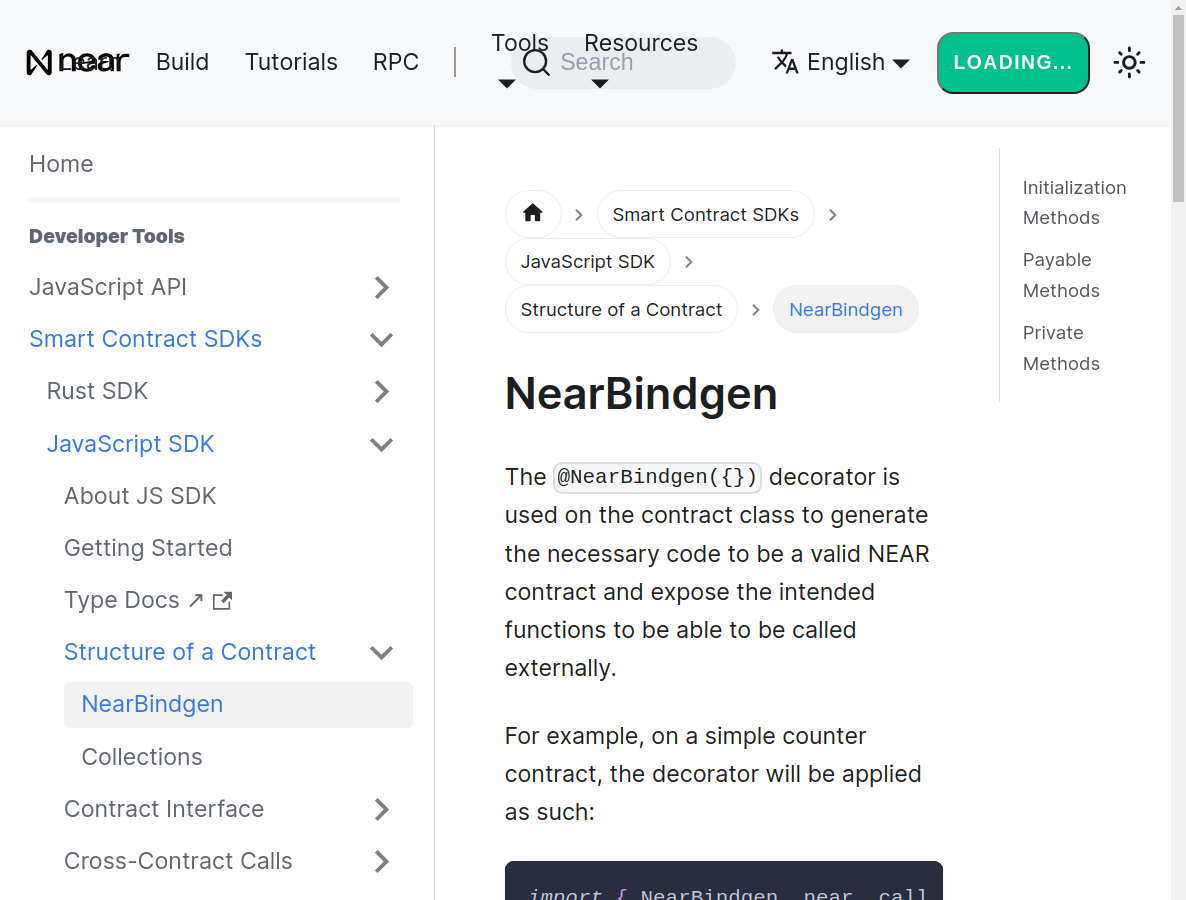 near
Learn
Build
Tutorials
RPC
Tools
Resources
Search
English
LOADING...
Home
Developer Tools
JavaScript API
Smart Contract SDKs
Rust SDK
JavaScript SDK
About JS SDK
Getting Started
Type Docs ↗
Structure of a Contract
NearBindgen
Collections
Contract Interface
Cross-Contract Calls
Smart Contract SDKs
JavaScript SDK
Structure of a Contract
NearBindgen
NearBindgen
The @NearBindgen({}) decorator is
used on the contract class to generate
the necessary code to be a valid NEAR
contract and expose the intended
functions to be able to be called
externally.
For example, on a simple counter
contract, the decorator will be applied
as such:
import { NearBindgen, near, call,
Initialization
Methods
Payable
Methods
Private
Methods